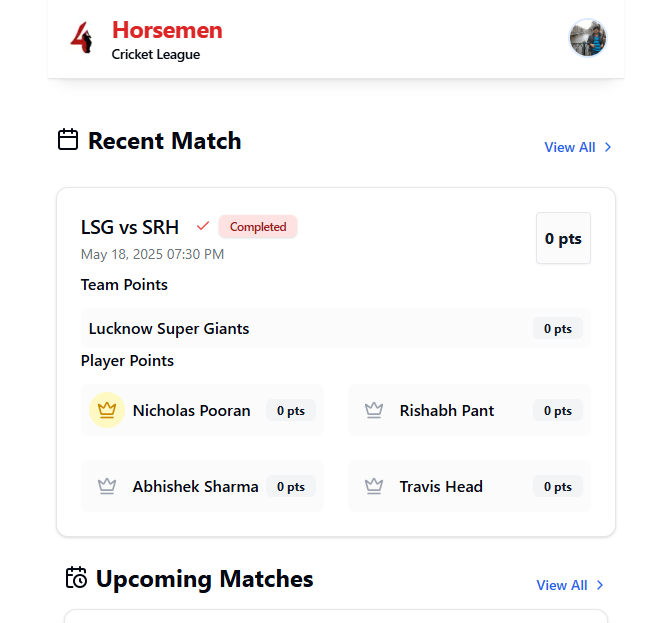 Horsemen
Cricket League
Recent Match
View All
LSG vs SRH
Completed
0 pts
May 18, 2025 07:30 PM
Team Points
Lucknow Super Giants
0 pts
Player Points
Nicholas Pooran
0 pts
Rishabh Pant
0 pts
Abhishek Sharma
0 pts
Travis Head
0 pts
Upcoming Matches
View All